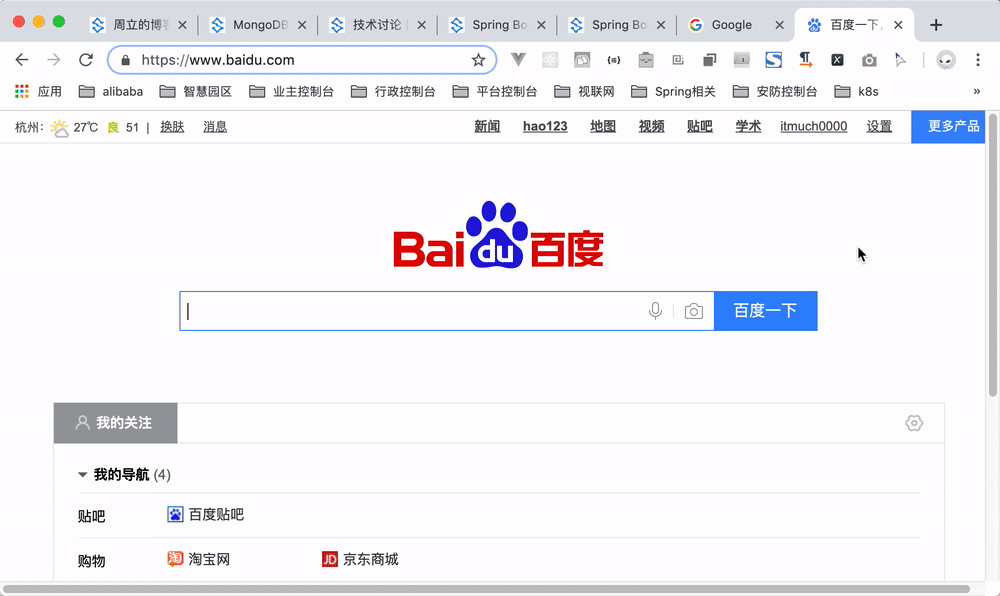 周立的博客 MongoDB 技术讨论 | Spring Bo Spring Bo Google 百度一下，
https://www.baidu.com
应用 alibaba 智慧园区 业主控制台 行政控制台 平台控制台 视联网 Spring相关 安防控制台 k8s »
杭州： 27℃ 良 51 | 换肤 消息 新闻 hao123 地图 视频 贴吧 学术 itmuch0000 设置 更多产品
Bai du 百度
百度一下
我的关注
我的导航 (4)
贴吧 百度贴吧
购物 淘宝网 JD 京东商城